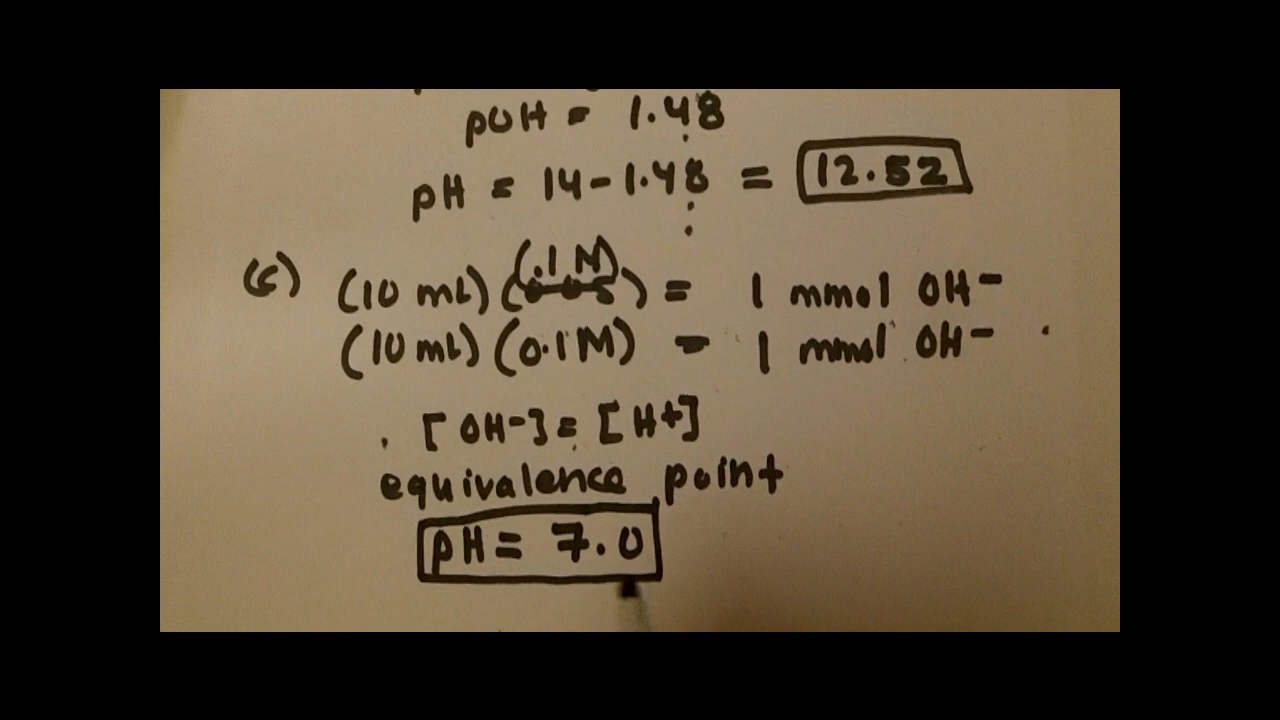 pOH = 1.48
pH = 14-1.48 = 12.52
(c) (10 mL) (.1 M) = 1 mmol OH-
(10 mL) (0.1M) = 1 mmol OH-
[OH-] = [H+]
equivalence point
pH = 7.0